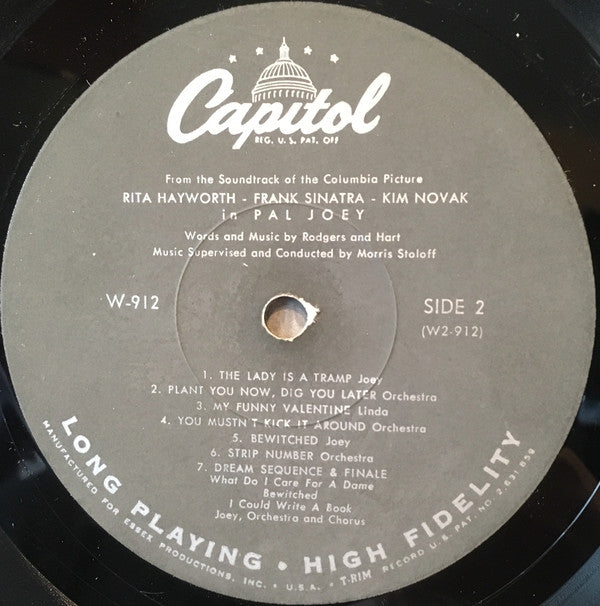 Capitol
REG. U.S. PAT. OFF
From the Soundtrack of the Columbia Picture
RITA HAYWORTH - FRANK SINATRA - KIM NOVAK
in PAL JOEY
Words and Music by Rodgers and Hart
Music Supervised and Conducted by Morris Stoloff
W-912
SIDE 2
(W2-912)
1. THE LADY IS A TRAMP Joey
2. PLANT YOU NOW, DIG YOU LATER Orchestra
3. MY FUNNY VALENTINE Linda
4. YOU MUSTN T KICK IT AROUND Orchestra
5. BEWITCHED Joey
6. STRIP NUMBER Orchestra
7. DREAM SEQUENCE & FINALE
What Do I Care For A Dame
Bewitched
I Could Write A Book
Joey, Orchestra and Chorus
LONG PLAYING • HIGH FIDELITY
MANUFACTURED FOR ESSEX PRODUCTIONS, INC. • U.S.A. • T-RIM RECORD U.S. PAT. NO. 2,631,859